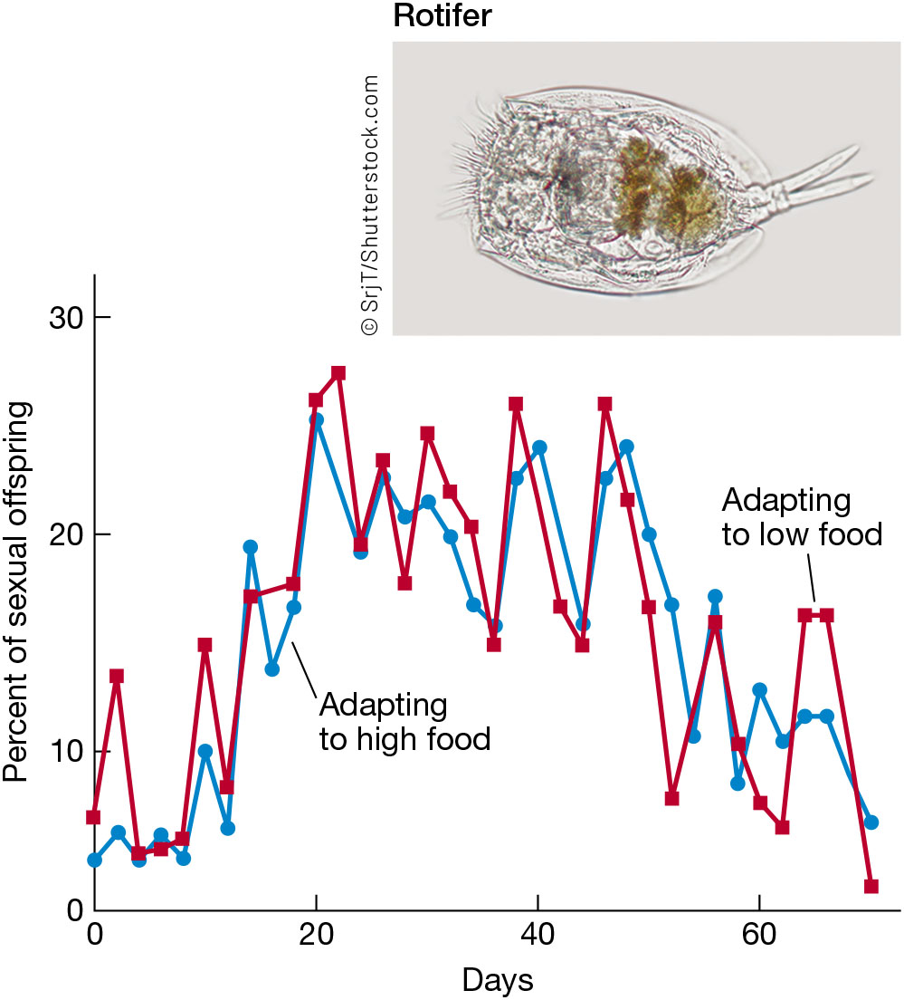 Rotifer
© SrjT/Shutterstock.com
30
20
10
0
Percent of sexual offspring
Adapting
to low food
Adapting
to high food
0
20
40
60
Days